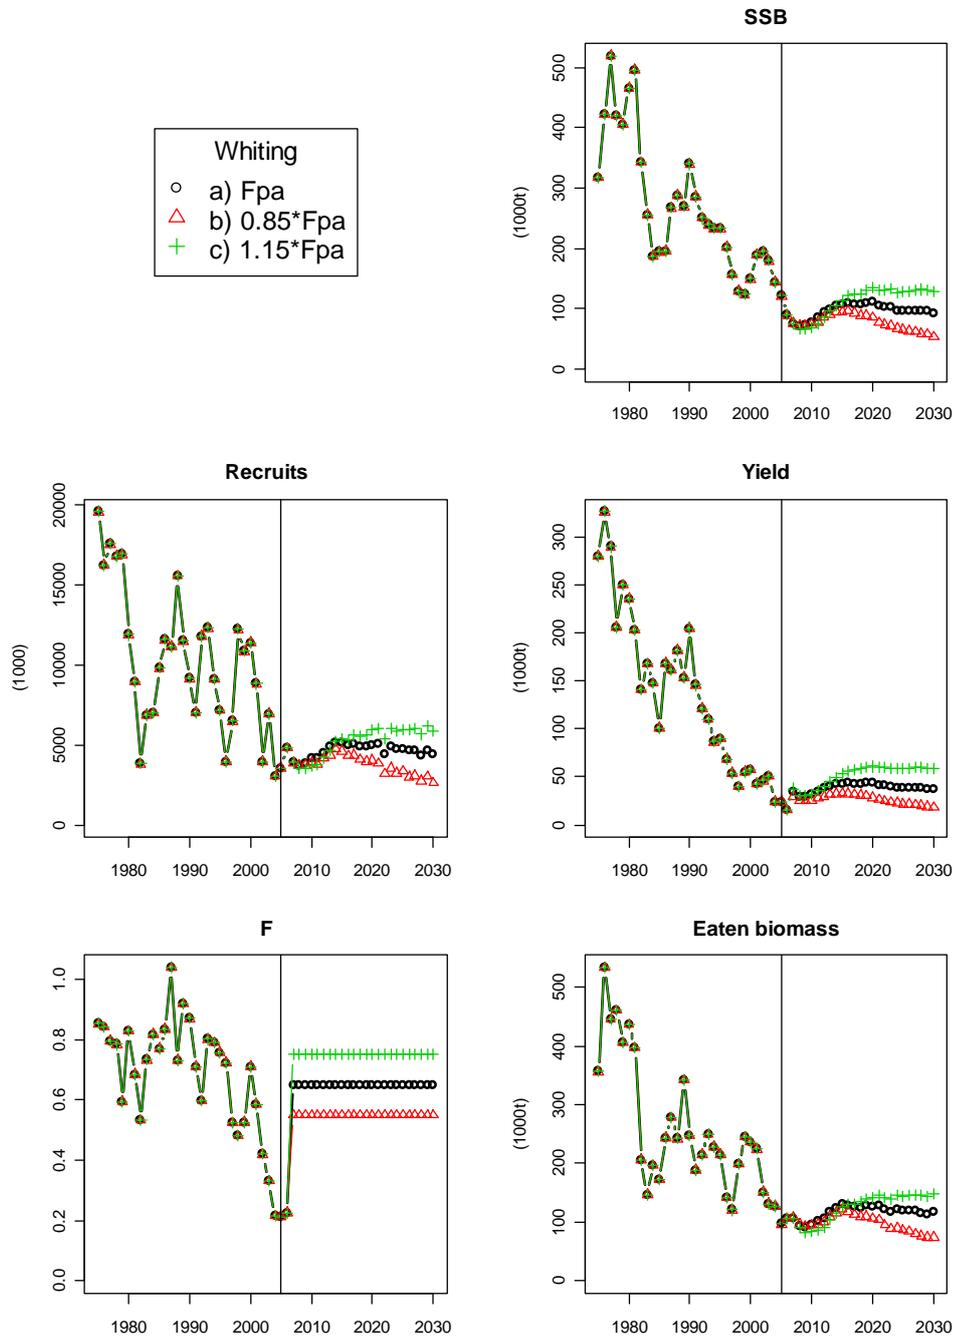 SSB
Whiting
a) Fpa
b) 0.85*Fpa
c) 1.15*Fpa
(1000t)
0 100 200 300 400 500
1980 1990 2000 2010 2020 2030
Recruits
(1000)
0 5000 10000 15000 20000
1980 1990 2000 2010 2020 2030
Yield
(1000t)
0 50 100 150 200 250 300
1980 1990 2000 2010 2020 2030
F
0.0 0.2 0.4 0.6 0.8 1.0
1980 1990 2000 2010 2020 2030
Eaten biomass
(1000t)
0 100 200 300 400 500
1980 1990 2000 2010 2020 2030